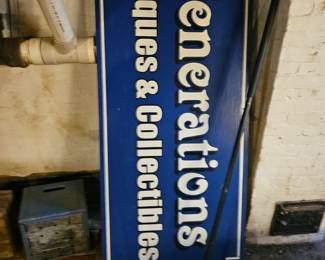 enerations
ques & Collectibles